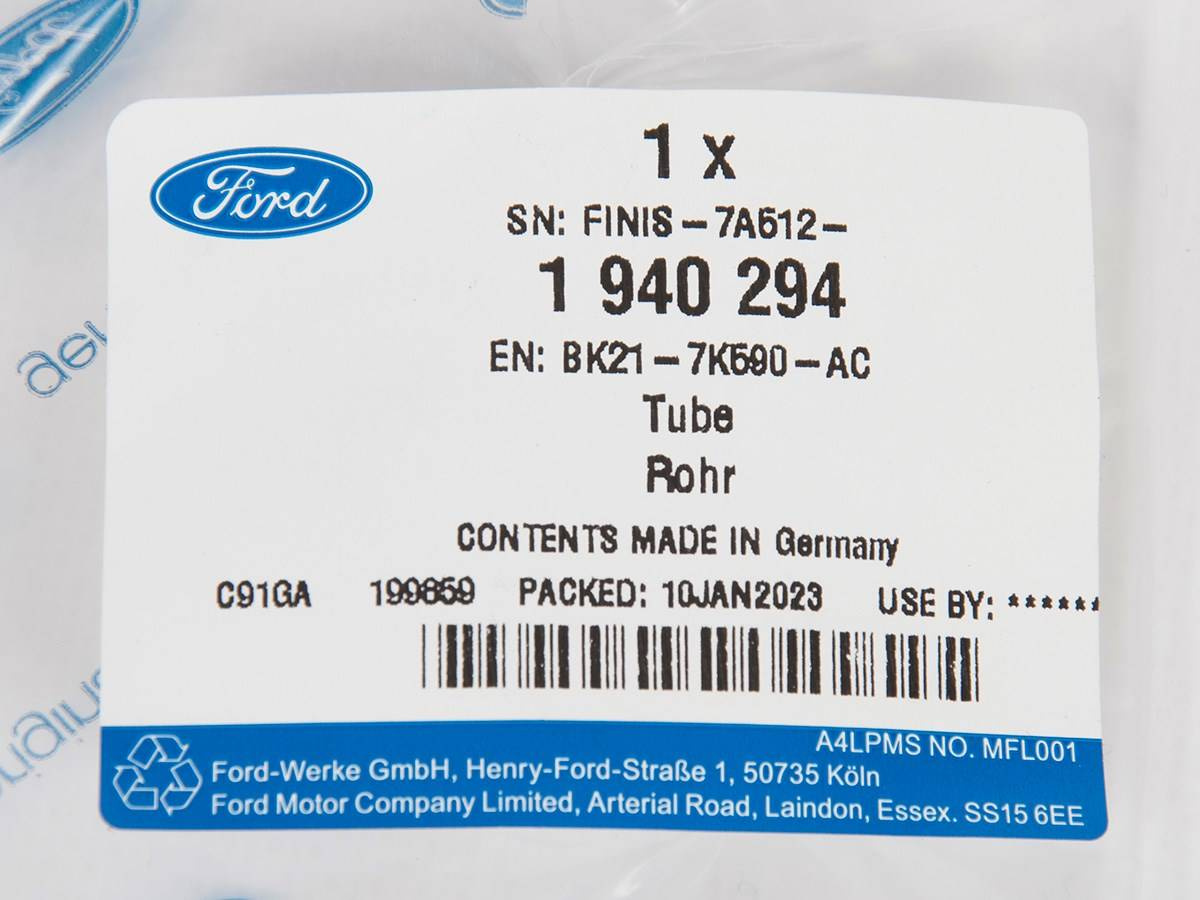 Ford
1 x
SN: FINIS-7A512-
1 940 294
EN: BK21-7K590-AC
Tube
Rohr
CONTENTS MADE IN Germany
C91GA 199859 PACKED: 10JAN2023 USE BY: ******
A4LPMS NO. MFL001
Ford-Werke GmbH, Henry-Ford-Straße 1, 50735 Köln
Ford Motor Company Limited, Arterial Road, Laindon, Essex. SS15 6EE